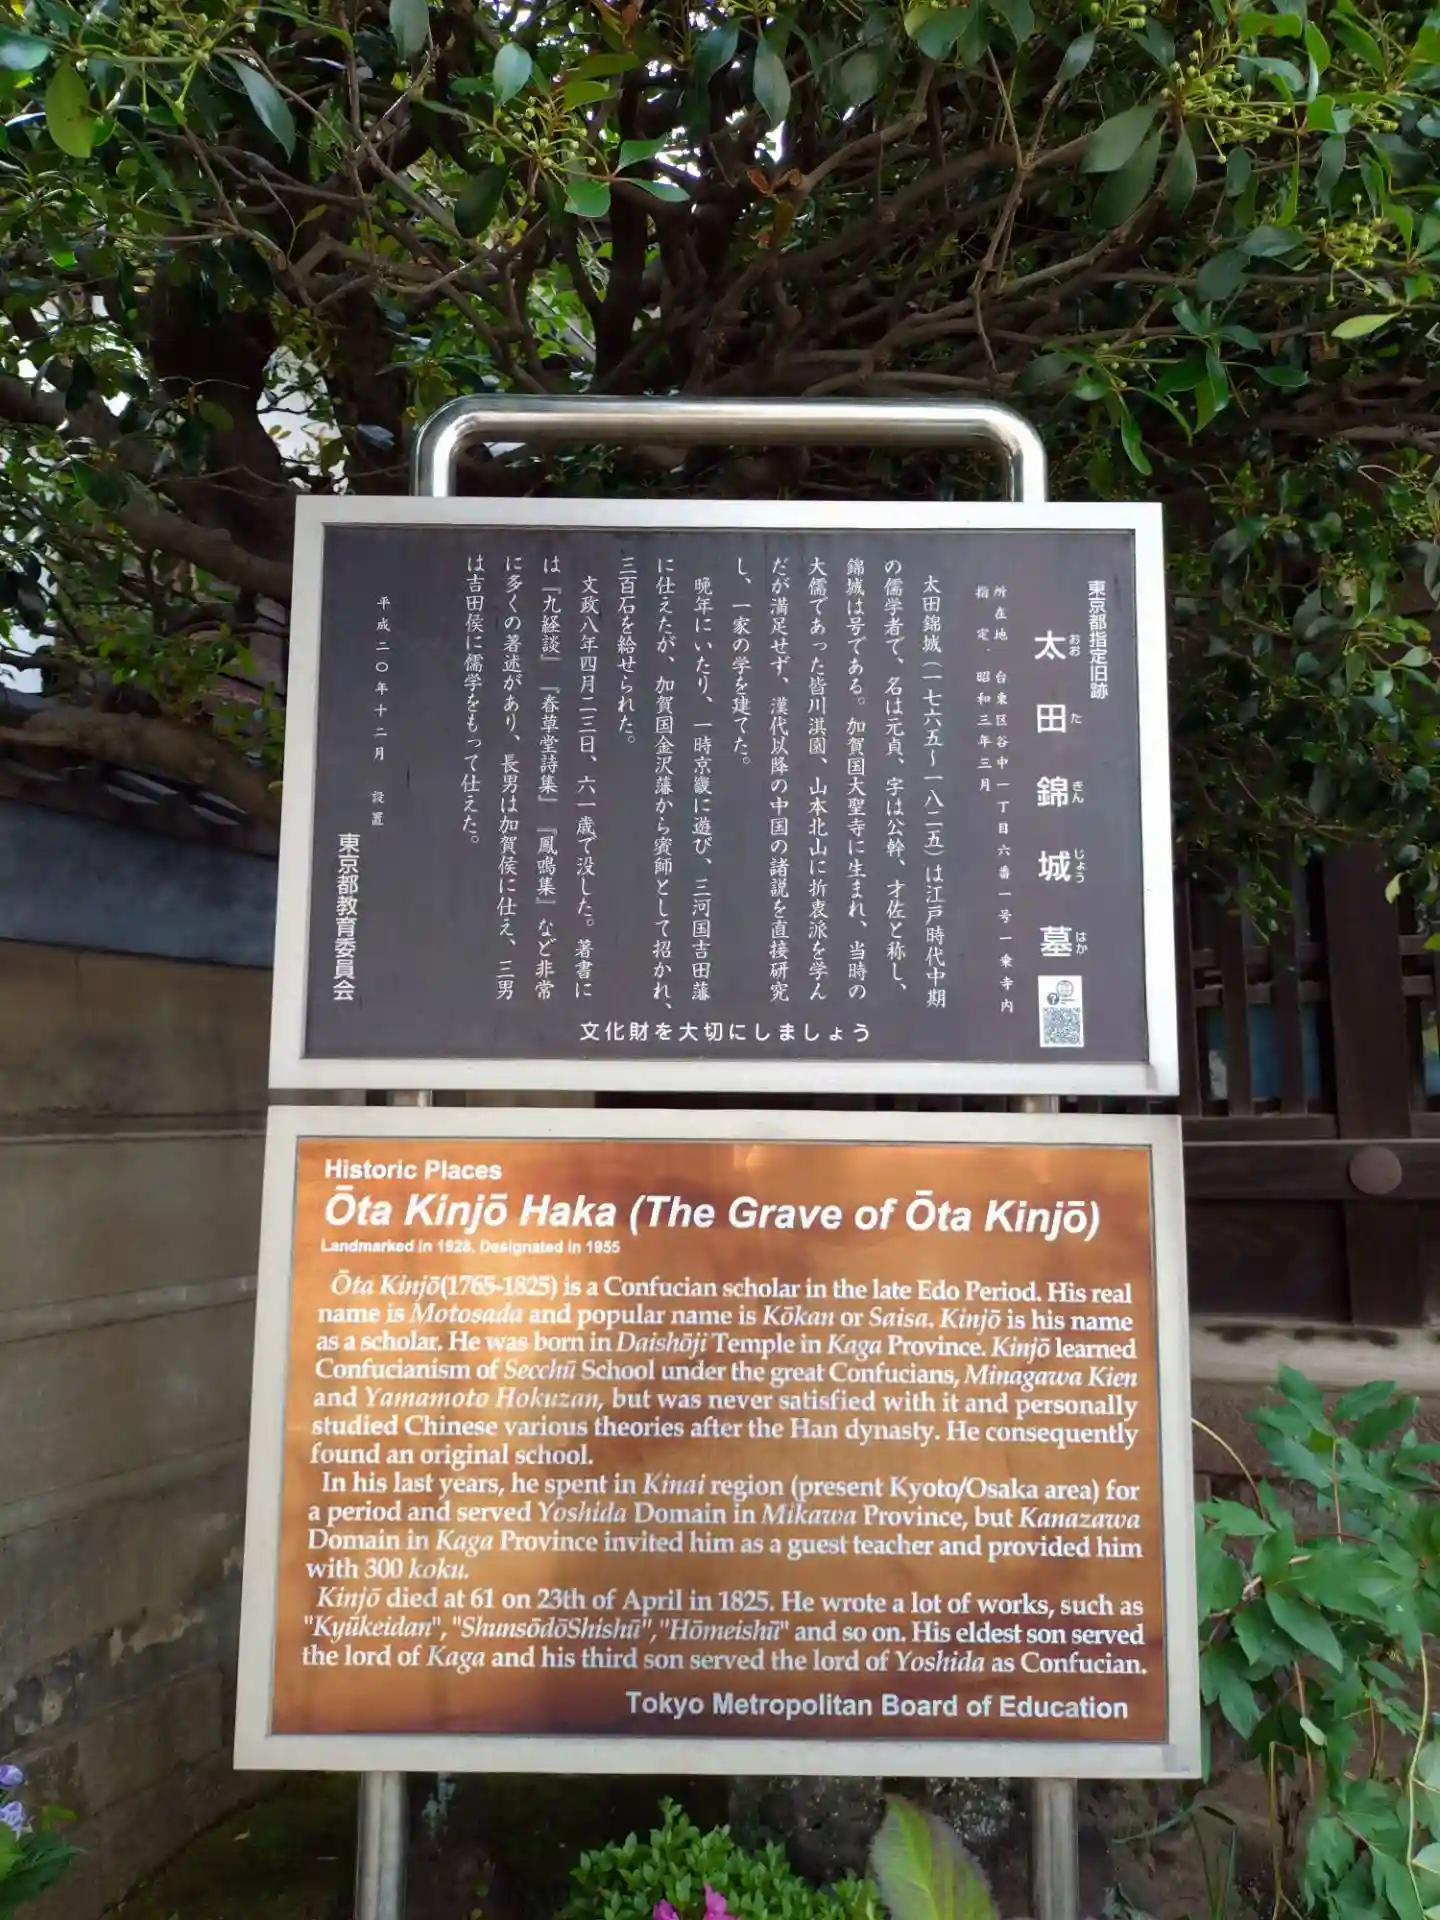 東京都指定旧跡
太田錦城墓
おお た きん じょう はか
所在地 台東区谷中一丁目六番一号一乗寺内
指定 昭和三年三月
太田錦城(一七六五~一八二五)は江戸時代中期
の儒学者で、名は元貞、字は公幹、才佐と称し、
錦城は号である。加賀国大聖寺に生まれ、当時の
大儒であった皆川淇園、山本北山に折衷派を学ん
だが満足せず、漢代以降の中国の諸説を直接研究
し、一家の学を建てた。
晩年にいたり、一時京畿に遊び、三河国吉田藩
に仕えたが、加賀国金沢藩から賓師として招かれ、
三百石を給せられた。
文政八年四月二三日、六一歳で没した。著書に
は『九経談』『春草堂詩集』『鳳鳴集』など非常
に多くの著述があり、長男は加賀侯に仕え、三男
は吉田侯に儒学をもって仕えた。
平成二〇年十二月 設置
東京都教育委員会
文化財を大切にしましょう
Historic Places
Ōta Kinjō Haka (The Grave of Ōta Kinjō)
Landmarked in 1928, Designated in 1955
Ōta Kinjō(1765-1825) is a Confucian scholar in the late Edo Period. His real
name is Motosada and popular name is Kōkan or Saisa. Kinjō is his name
as a scholar. He was born in Daishōji Temple in Kaga Province. Kinjō learned
Confucianism of Secchū School under the great Confucians, Minagawa Kien
and Yamamoto Hokuzan, but was never satisfied with it and personally
studied Chinese various theories after the Han dynasty. He consequently
found an original school.
In his last years, he spent in Kinai region (present Kyoto/Osaka area) for
a period and served Yoshida Domain in Mikawa Province, but Kanazawa
Domain in Kaga Province invited him as a guest teacher and provided him
with 300 koku.
Kinjō died at 61 on 23th of April in 1825. He wrote a lot of works, such as
"Kyūkeidan", "ShunsōdōShishū","Hōmeishū" and so on. His eldest son served
the lord of Kaga and his third son served the lord of Yoshida as Confucian.
Tokyo Metropolitan Board of Education